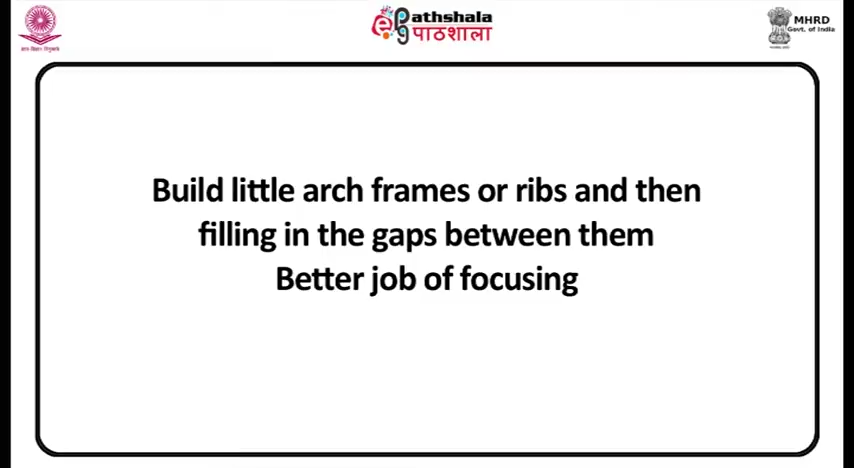 ePathshala
पाठशाला
MHRD
Govt. of India
Build little arch frames or ribs and then
filling in the gaps between them
Better job of focusing